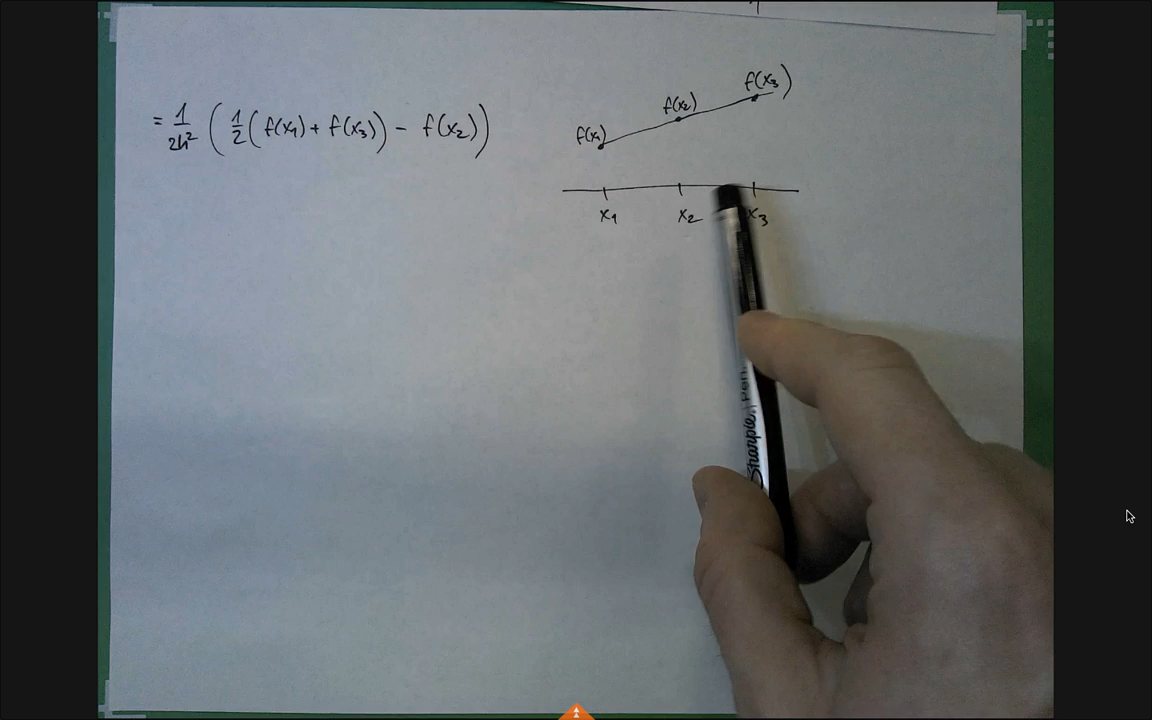 = 1/2h² ( 1/2 ( f(x₁) + f(x₃) ) - f(x₂) )
f(x₁) f(x₂) f(x₃)
x₁ x₂ x₃
Sharpie. Pen